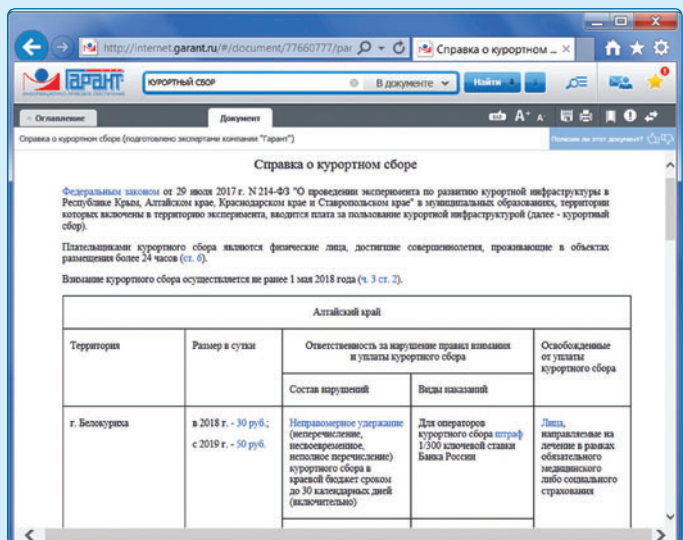 http://internet.garant.ru/#/document/77660777/par
Справка о курортном ...
ГАРАНТ
КУРОРТНЫЙ СБОР
В документе
Найти
Оглавление
Документ
A+
A-
Справка о курортном сборе (подготовлено экспертами компании "Гарант")
Полезен ли этот документ?
Справка о курортном сборе
Федеральным законом от 29 июля 2017 г. N 214-ФЗ "О проведении эксперимента по развитию курортной инфраструктуры в
Республике Крым, Алтайском крае, Краснодарском крае и Ставропольском крае" в муниципальных образованиях, территории
которых включены в территорию эксперимента, вводится плата за пользование курортной инфраструктурой (далее - курортный
сбор).
Плательщиками курортного сбора являются физические лица, достигшие совершеннолетия, проживающие в объектах
размещения более 24 часов (ст. 6).
Взимание курортного сбора осуществляется не ранее 1 мая 2018 года (ч. 3 ст. 2).
Алтайский край
Территория
Размер в сутки
Ответственность за нарушение правил взимания
и уплаты курортного сбора
Освобожденные
от уплаты
курортного сбора
Состав нарушений
Виды наказаний
г. Белокуриха
в 2018 г. - 30 руб.;
с 2019 г. - 50 руб.
Неправомерное удержание
(неперечисление,
несвоевременное,
неполное перечисление)
курортного сбора в
краевой бюджет сроком
до 30 календарных дней
(включительно)
Для операторов
курортного сбора штраф
1/300 ключевой ставки
Банка России
Лица,
направляемые на
лечение в рамках
обязательного
медицинского
либо социального
страхования